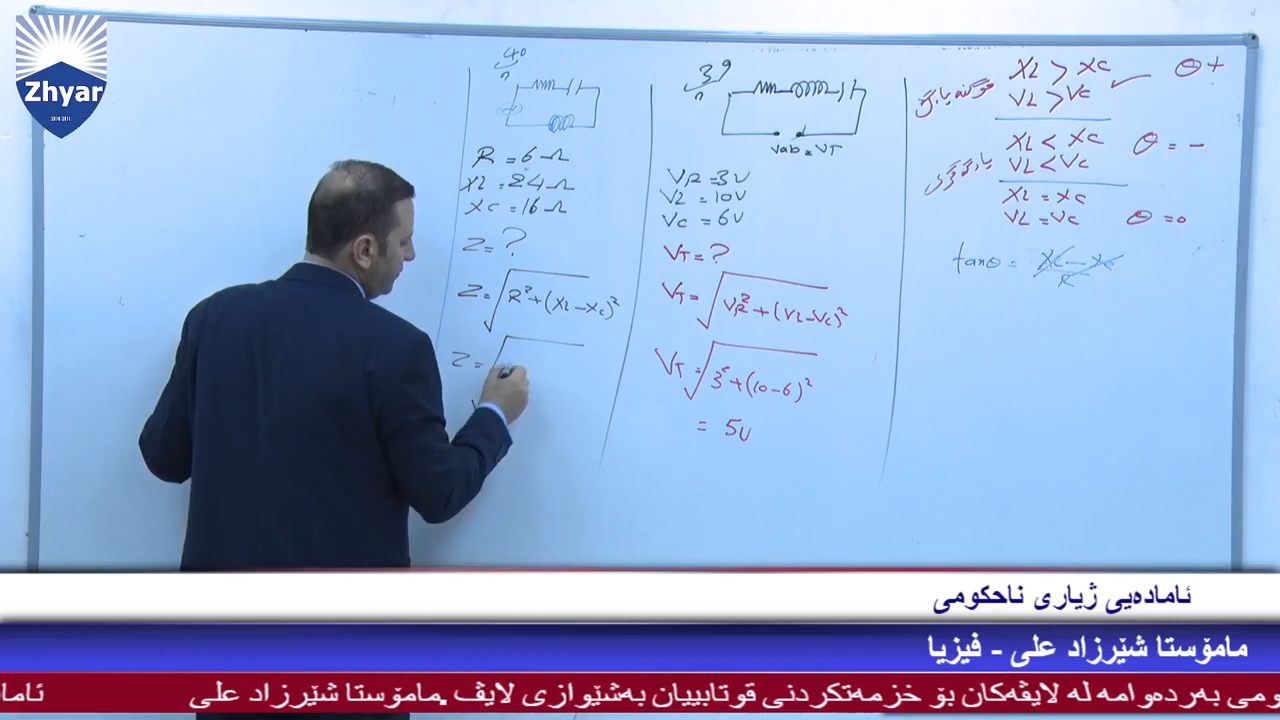 Zhyar
40
n
R = 6 Ω
XL = 24 Ω
XC = 16 Ω
Z = ?
Z = √R²+(XL-XC)²
Z =
39
n
Vab = VT
VR = 3V
VL = 10V
VC = 6V
VT = ?
VT = √VR²+(VL-VC)²
VT = √3²+(10-6)²
= 5V
XL > XC θ +
VL > VC ✓
XL < XC θ = -
VL < VC
XL = XC
VL = VC θ = 0
tanθ = XL - XC
R
ئامادەیی ژیاری ناحکومی
مامۆستا شێرزاد علی - فیزیا
ومی بەردەوامە لە لایڤەکان بۆ خزمەتکردنی قوتابییان بەشێوازی لایڤ .مامۆستا شێرزاد علی